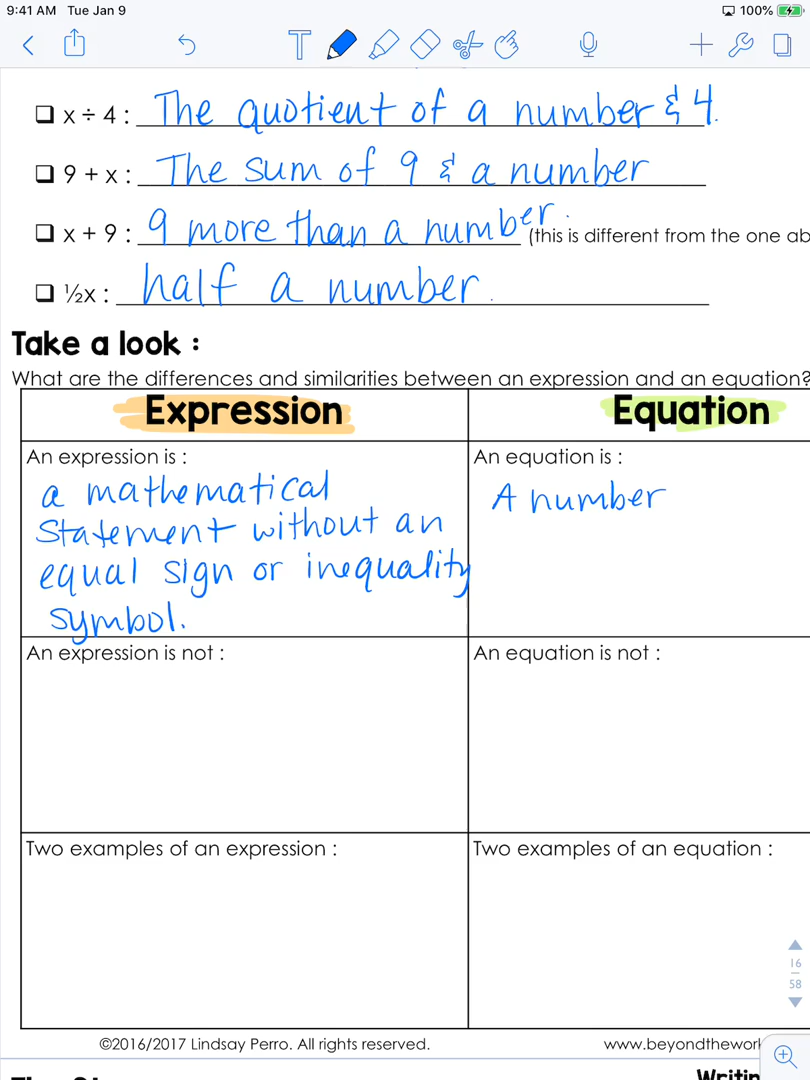 9:41 AM Tue Jan 9 100%
T
x ÷ 4 : The quotient of a number & 4.
9 + x : The sum of 9 & a number
x + 9 : 9 more than a number. (this is different from the one ab
½x : half a number.
Take a look :
What are the differences and similarities between an expression and an equation?
Expression
Equation
An expression is :
a mathematical
statement without an
equal sign or inequality
symbol.
An equation is :
A number
An expression is not :
An equation is not :
Two examples of an expression :
Two examples of an equation :
16
58
©2016/2017 Lindsay Perro. All rights reserved.
www.beyondthewor
Writin